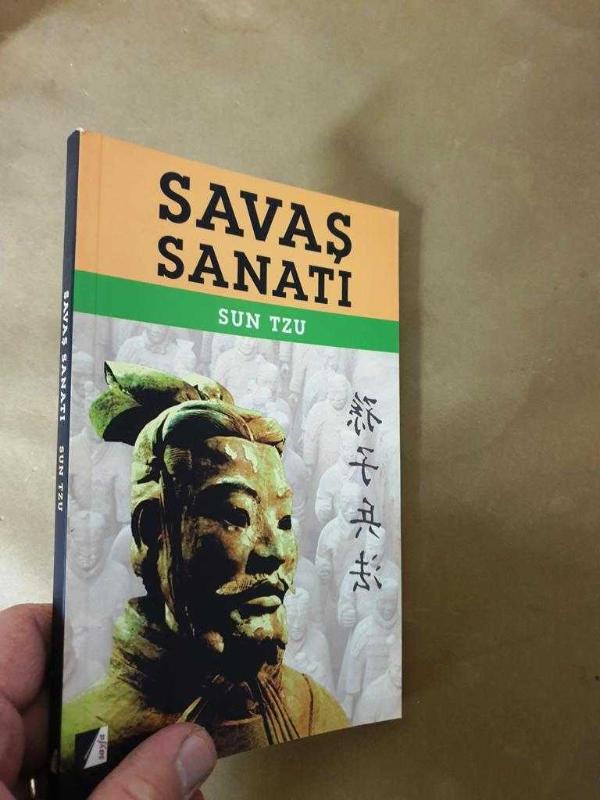 SAVAŞ
SANATI
SUN TZU
孫子兵法
SAVAŞ SANATI SUN TZU